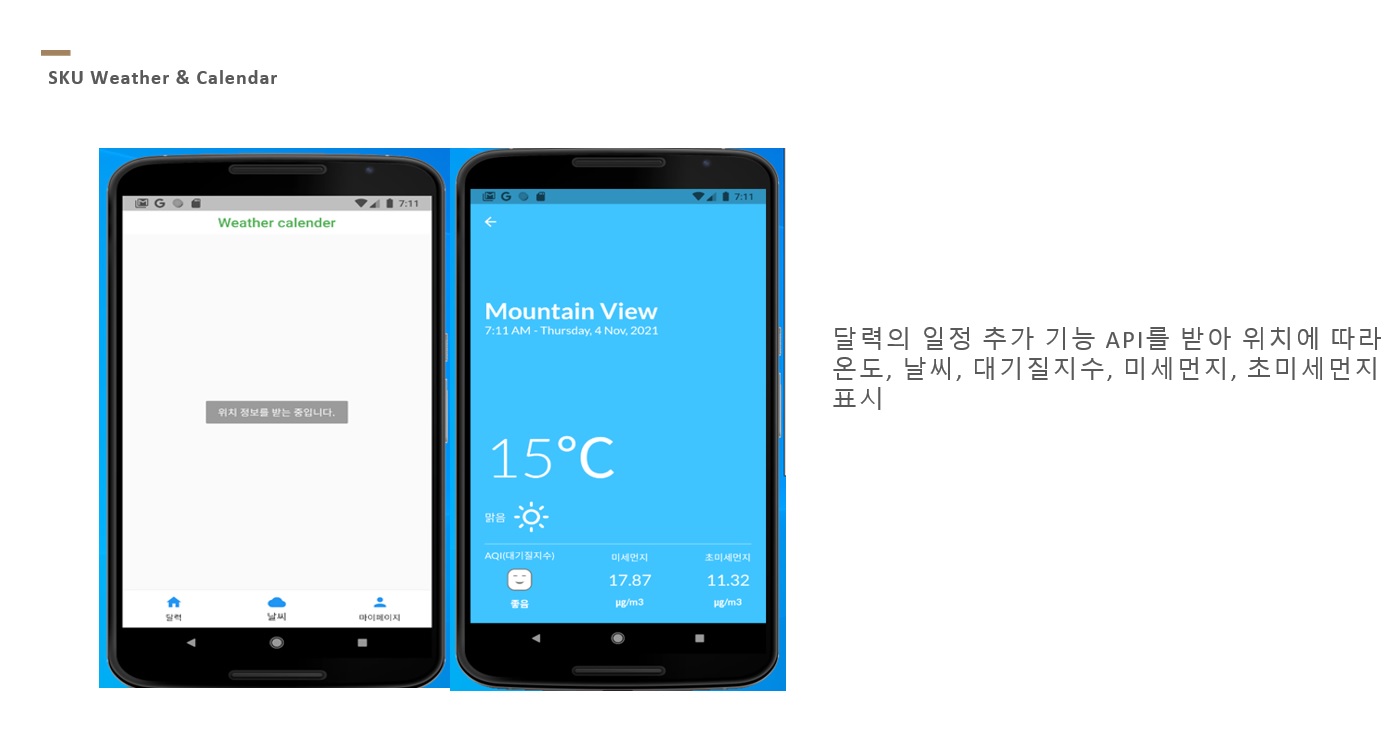 SKU Weather & Calendar
7:11
Weather calender
위치 정보를 받는 중입니다.
달력
날씨
마이페이지
7:11
Mountain View
7:11 AM - Thursday, 4 Nov, 2021
15°C
맑음
AQI(대기질지수) 미세먼지 초미세먼지
17.87 11.32
좋음 μg/m3 μg/m3
달력의 일정 추가 기능 API를 받아 위치에 따라
온도, 날씨, 대기질지수, 미세먼지, 초미세먼지
표시